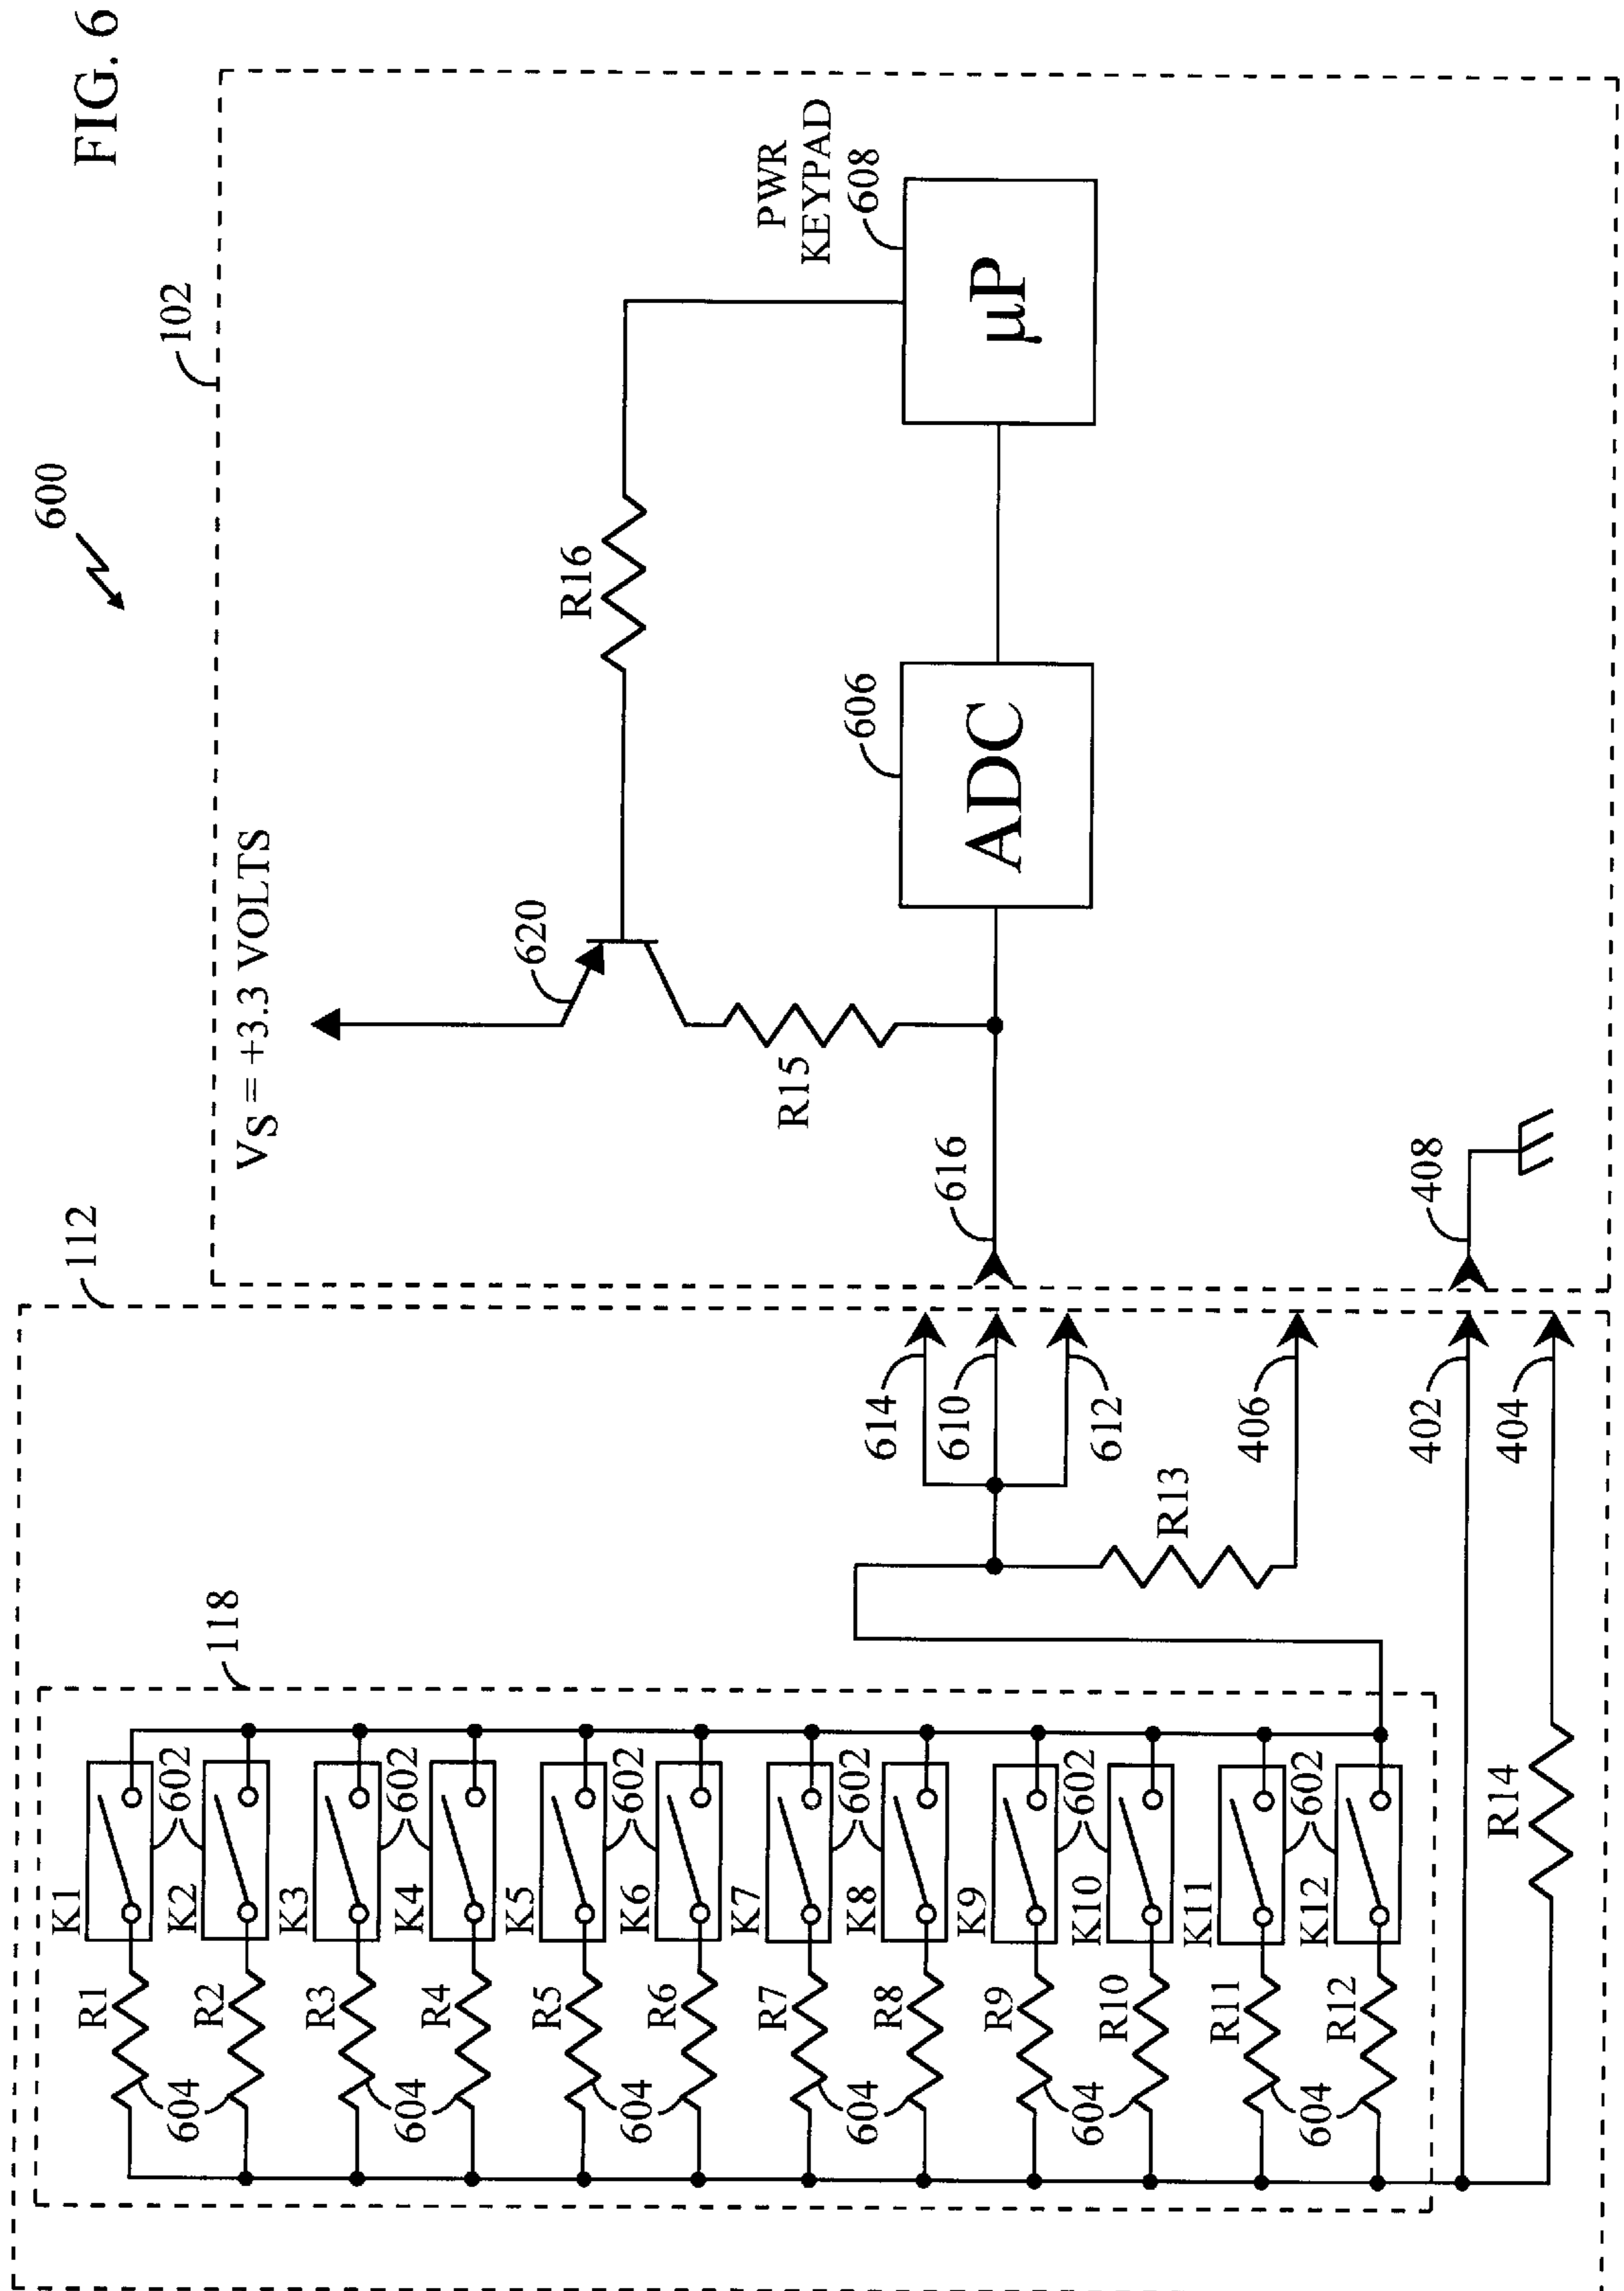 FIG. 6
600
102
112
118
V_S = +3.3 VOLTS
620
R16
R15
PWR
KEYPAD
608
µP
606
ADC
616
408
614
610
612
406
402
404
R13
R14
K1
K2
K3
K4
K5
K6
K7
K8
K9
K10
K11
K12
602
602
602
602
602
602
R1
R2
R3
R4
R5
R6
R7
R8
R9
R10
R11
R12
604
604
604
604
604
604